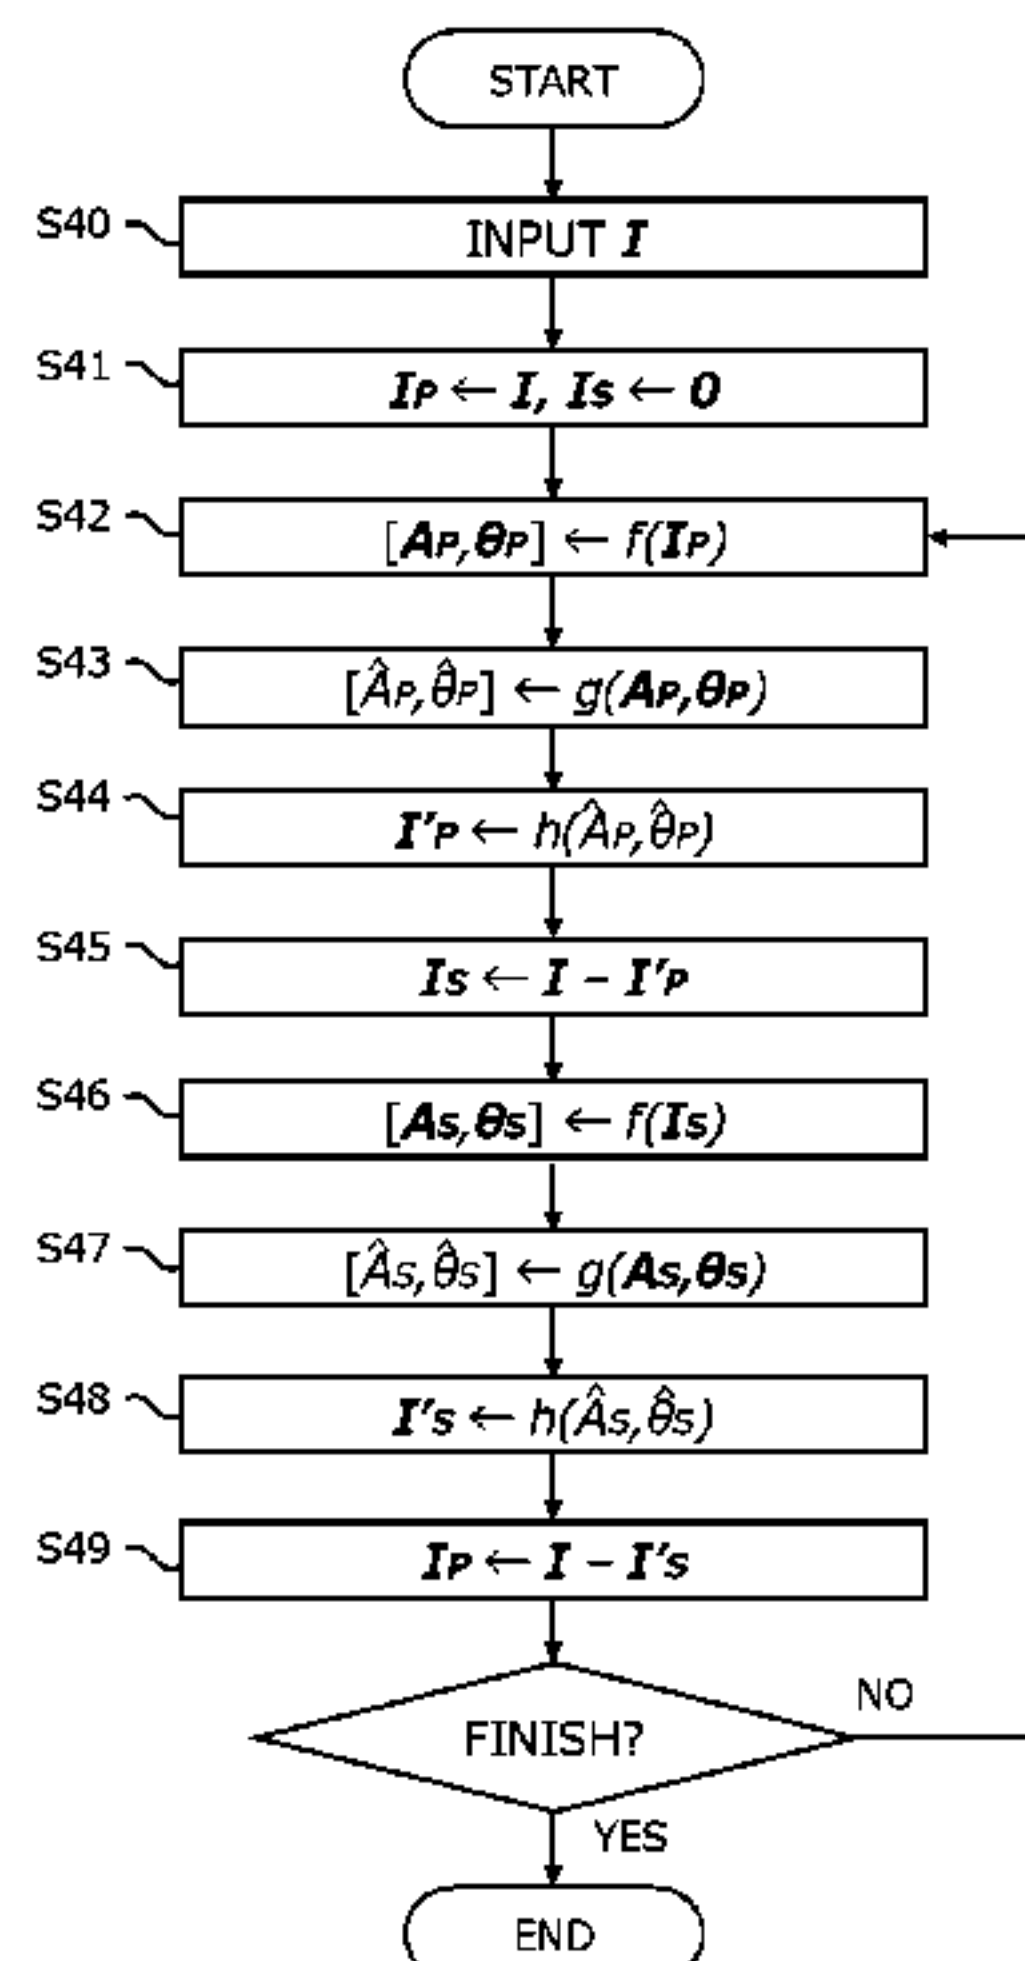 START
S40
INPUT I
S41
IP ← I, IS ← 0
S42
[AP,θP] ← f(IP)
S43
[ÂP,θ̂P] ← g(AP,θP)
S44
I'P ← h(ÂP,θ̂P)
S45
IS ← I – I'P
S46
[AS,θS] ← f(IS)
S47
[ÂS,θ̂S] ← g(AS,θS)
S48
I'S ← h(ÂS,θ̂S)
S49
IP ← I – I'S
FINISH?
NO
YES
END